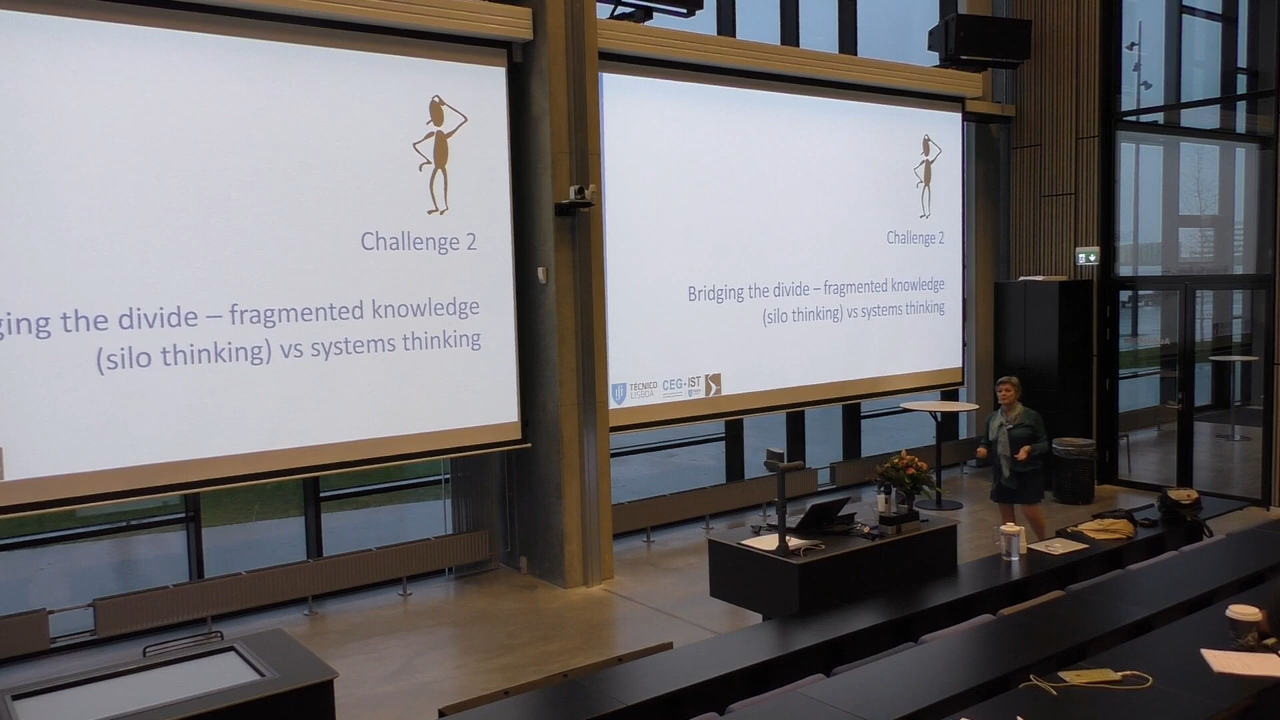 Challenge 2
ging the divide – fragmented knowledge
(silo thinking) vs systems thinking
Challenge 2
Bridging the divide – fragmented knowledge
(silo thinking) vs systems thinking
TÉCNICO
LISBOA
CEG-IST